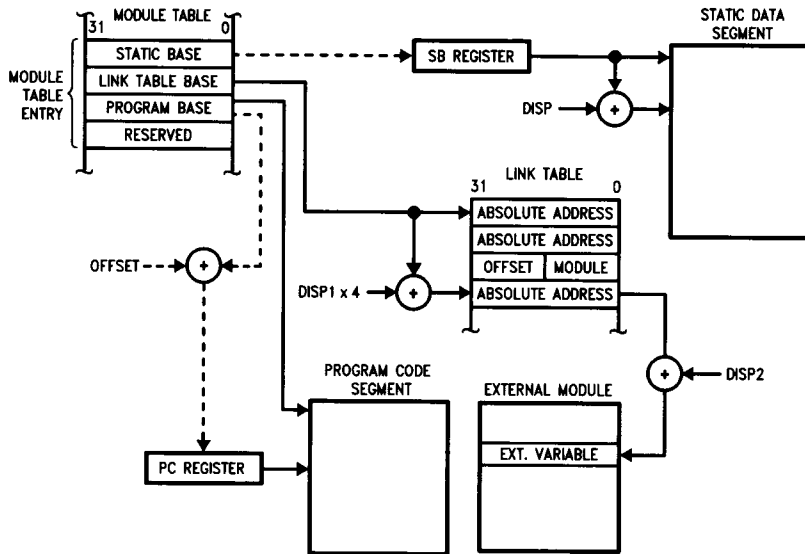 MODULE TABLE
31 0
STATIC BASE
LINK TABLE BASE
PROGRAM BASE
RESERVED
MODULE
TABLE
ENTRY
SB REGISTER
STATIC DATA
SEGMENT
DISP
+
LINK TABLE
31 0
ABSOLUTE ADDRESS
ABSOLUTE ADDRESS
OFFSET MODULE
ABSOLUTE ADDRESS
OFFSET
+
DISP1 x 4
+
+
DISP2
PROGRAM CODE
SEGMENT
EXTERNAL MODULE
EXT. VARIABLE
PC REGISTER